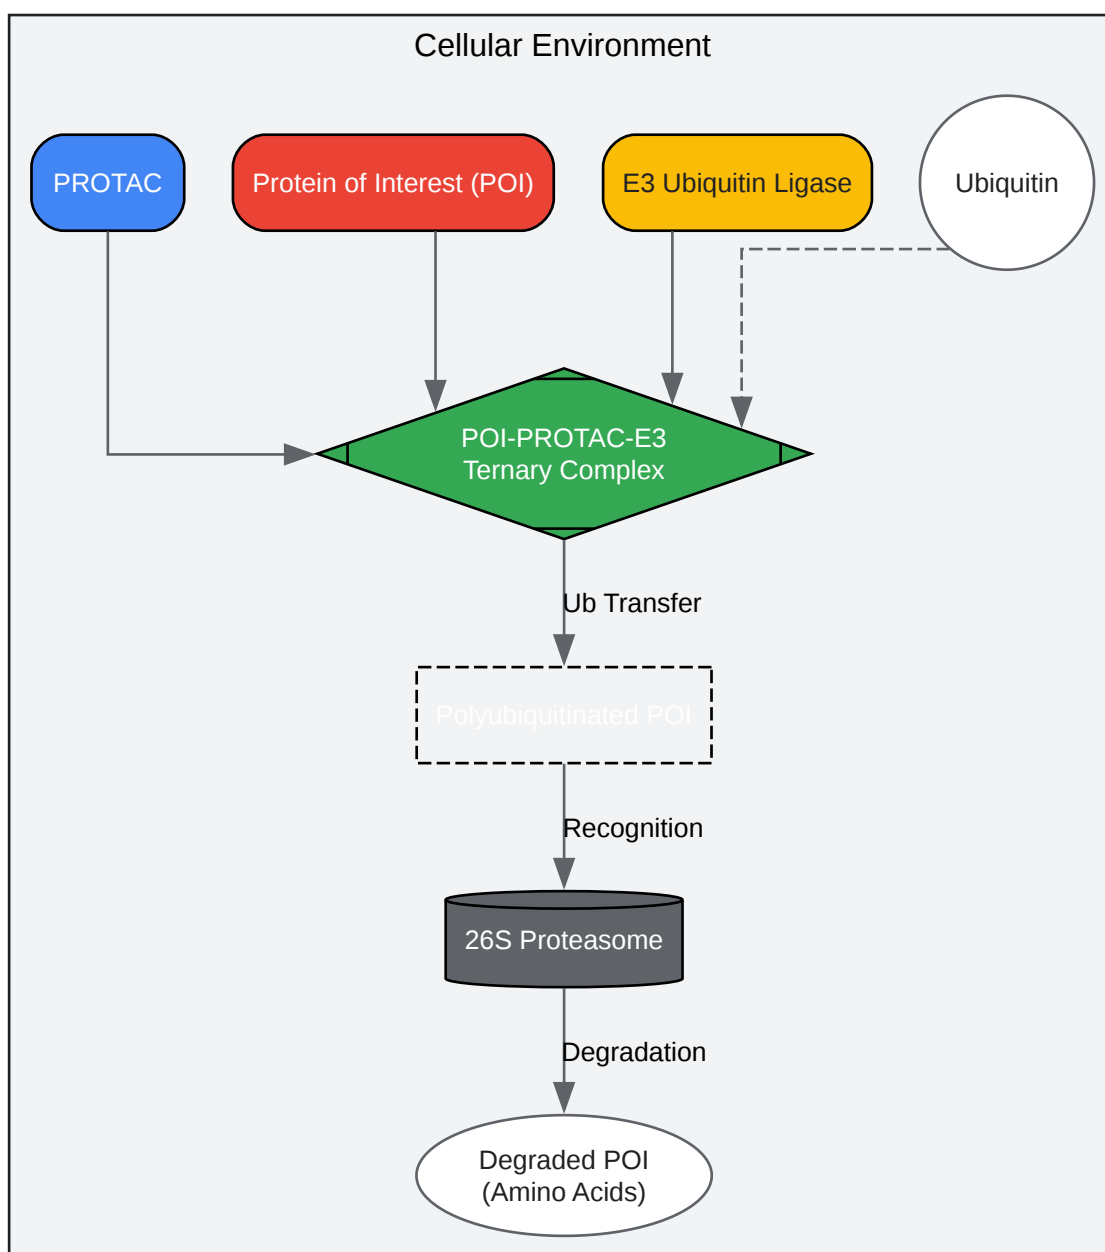 Cellular Environment
PROTAC
Protein of Interest (POI)
E3 Ubiquitin Ligase
Ubiquitin
POI-PROTAC-E3
Ternary Complex
Ub Transfer
Polyubiquitinated POI
Recognition
26S Proteasome
Degradation
Degraded POI
(Amino Acids)